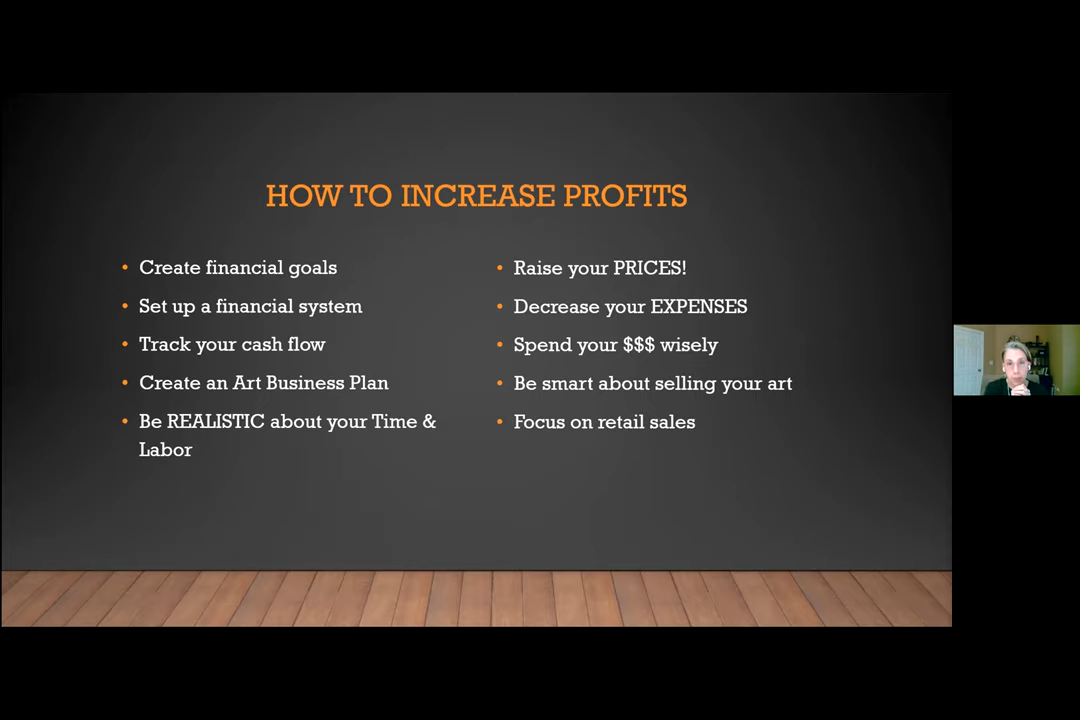 HOW TO INCREASE PROFITS
• Create financial goals
• Set up a financial system
• Track your cash flow
• Create an Art Business Plan
• Be REALISTIC about your Time &
Labor
• Raise your PRICES!
• Decrease your EXPENSES
• Spend your $$$ wisely
• Be smart about selling your art
• Focus on retail sales